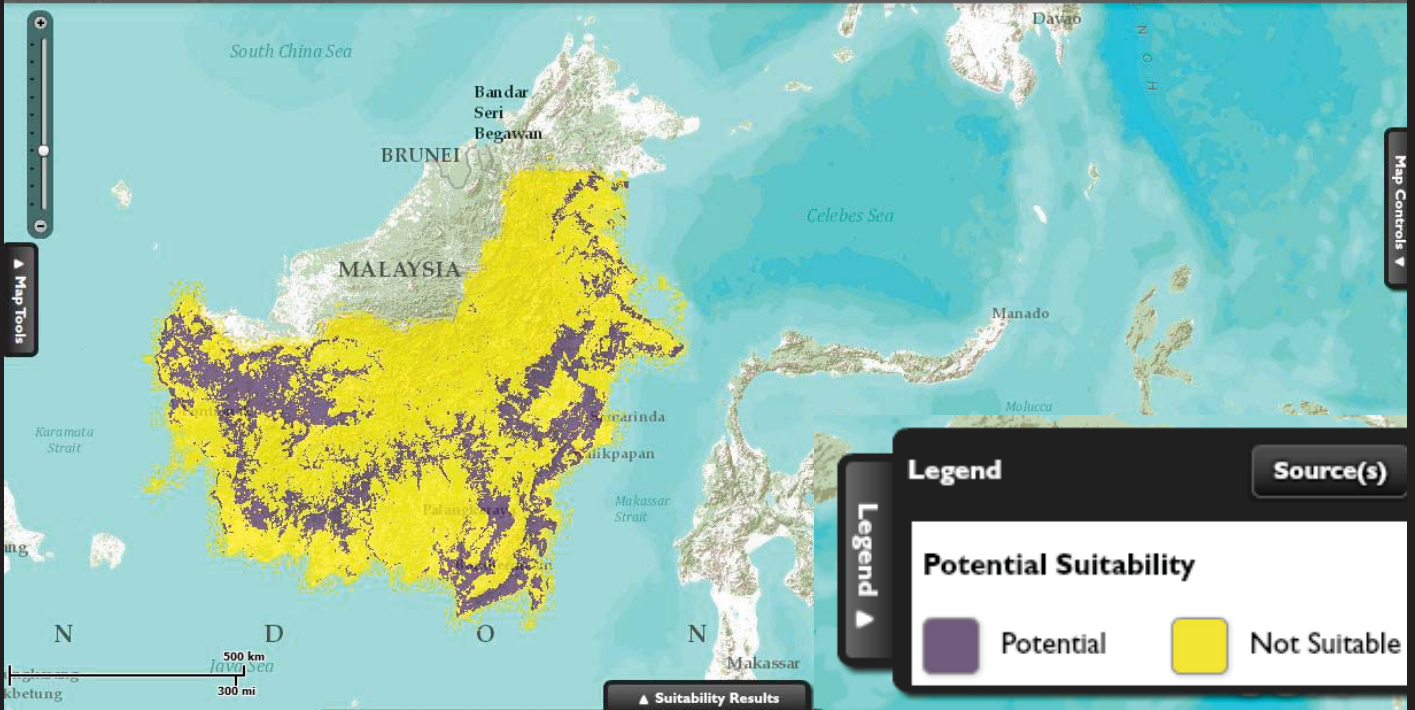 Davao
N
C
H
South China Sea
Bandar
Seri
Begawan
BRUNEI
Map Controls
Celebes Sea
MALAYSIA
Map Tools
Manado
Molucca
Samarinda
Karamata
Strait
Makassar
Strait
Legend
Source(s)
Legend
Potential Suitability
Potential
Not Suitable
N
D
O
N
500 km
300 mi
Java Sea
Makassar
kbetung
Suitability Results